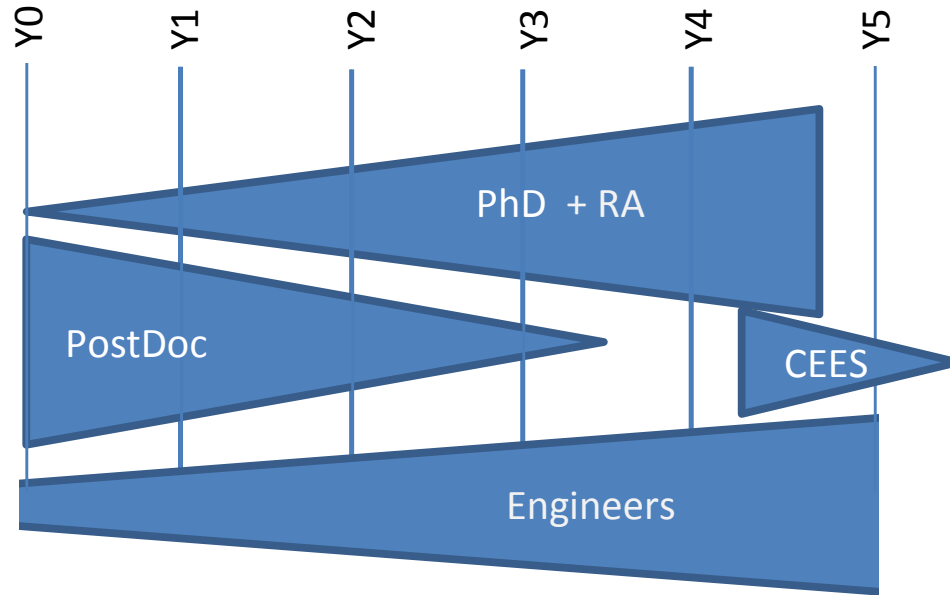 Y0
Y1
Y2
Y3
Y4
Y5
PhD + RA
PostDoc
CEES
Engineers